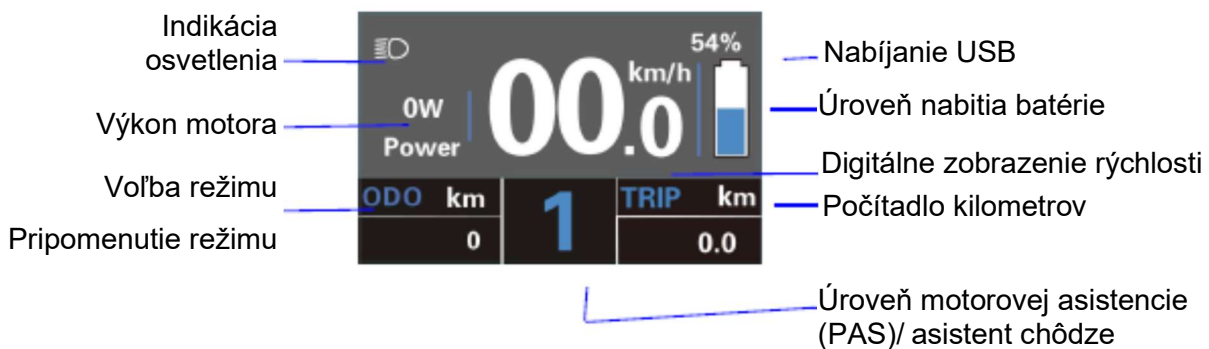 Indikácia
osvetlenia
Výkon motora
Voľba režimu
Pripomenutie režimu
54%
km/h
00.0
0W
Power
ODO km
0
1
TRIP km
0.0
Nabíjanie USB
Úroveň nabitia batérie
Digitálne zobrazenie rýchlosti
Počítadlo kilometrov
Úroveň motorovej asistencie
(PAS)/ asistent chôdze